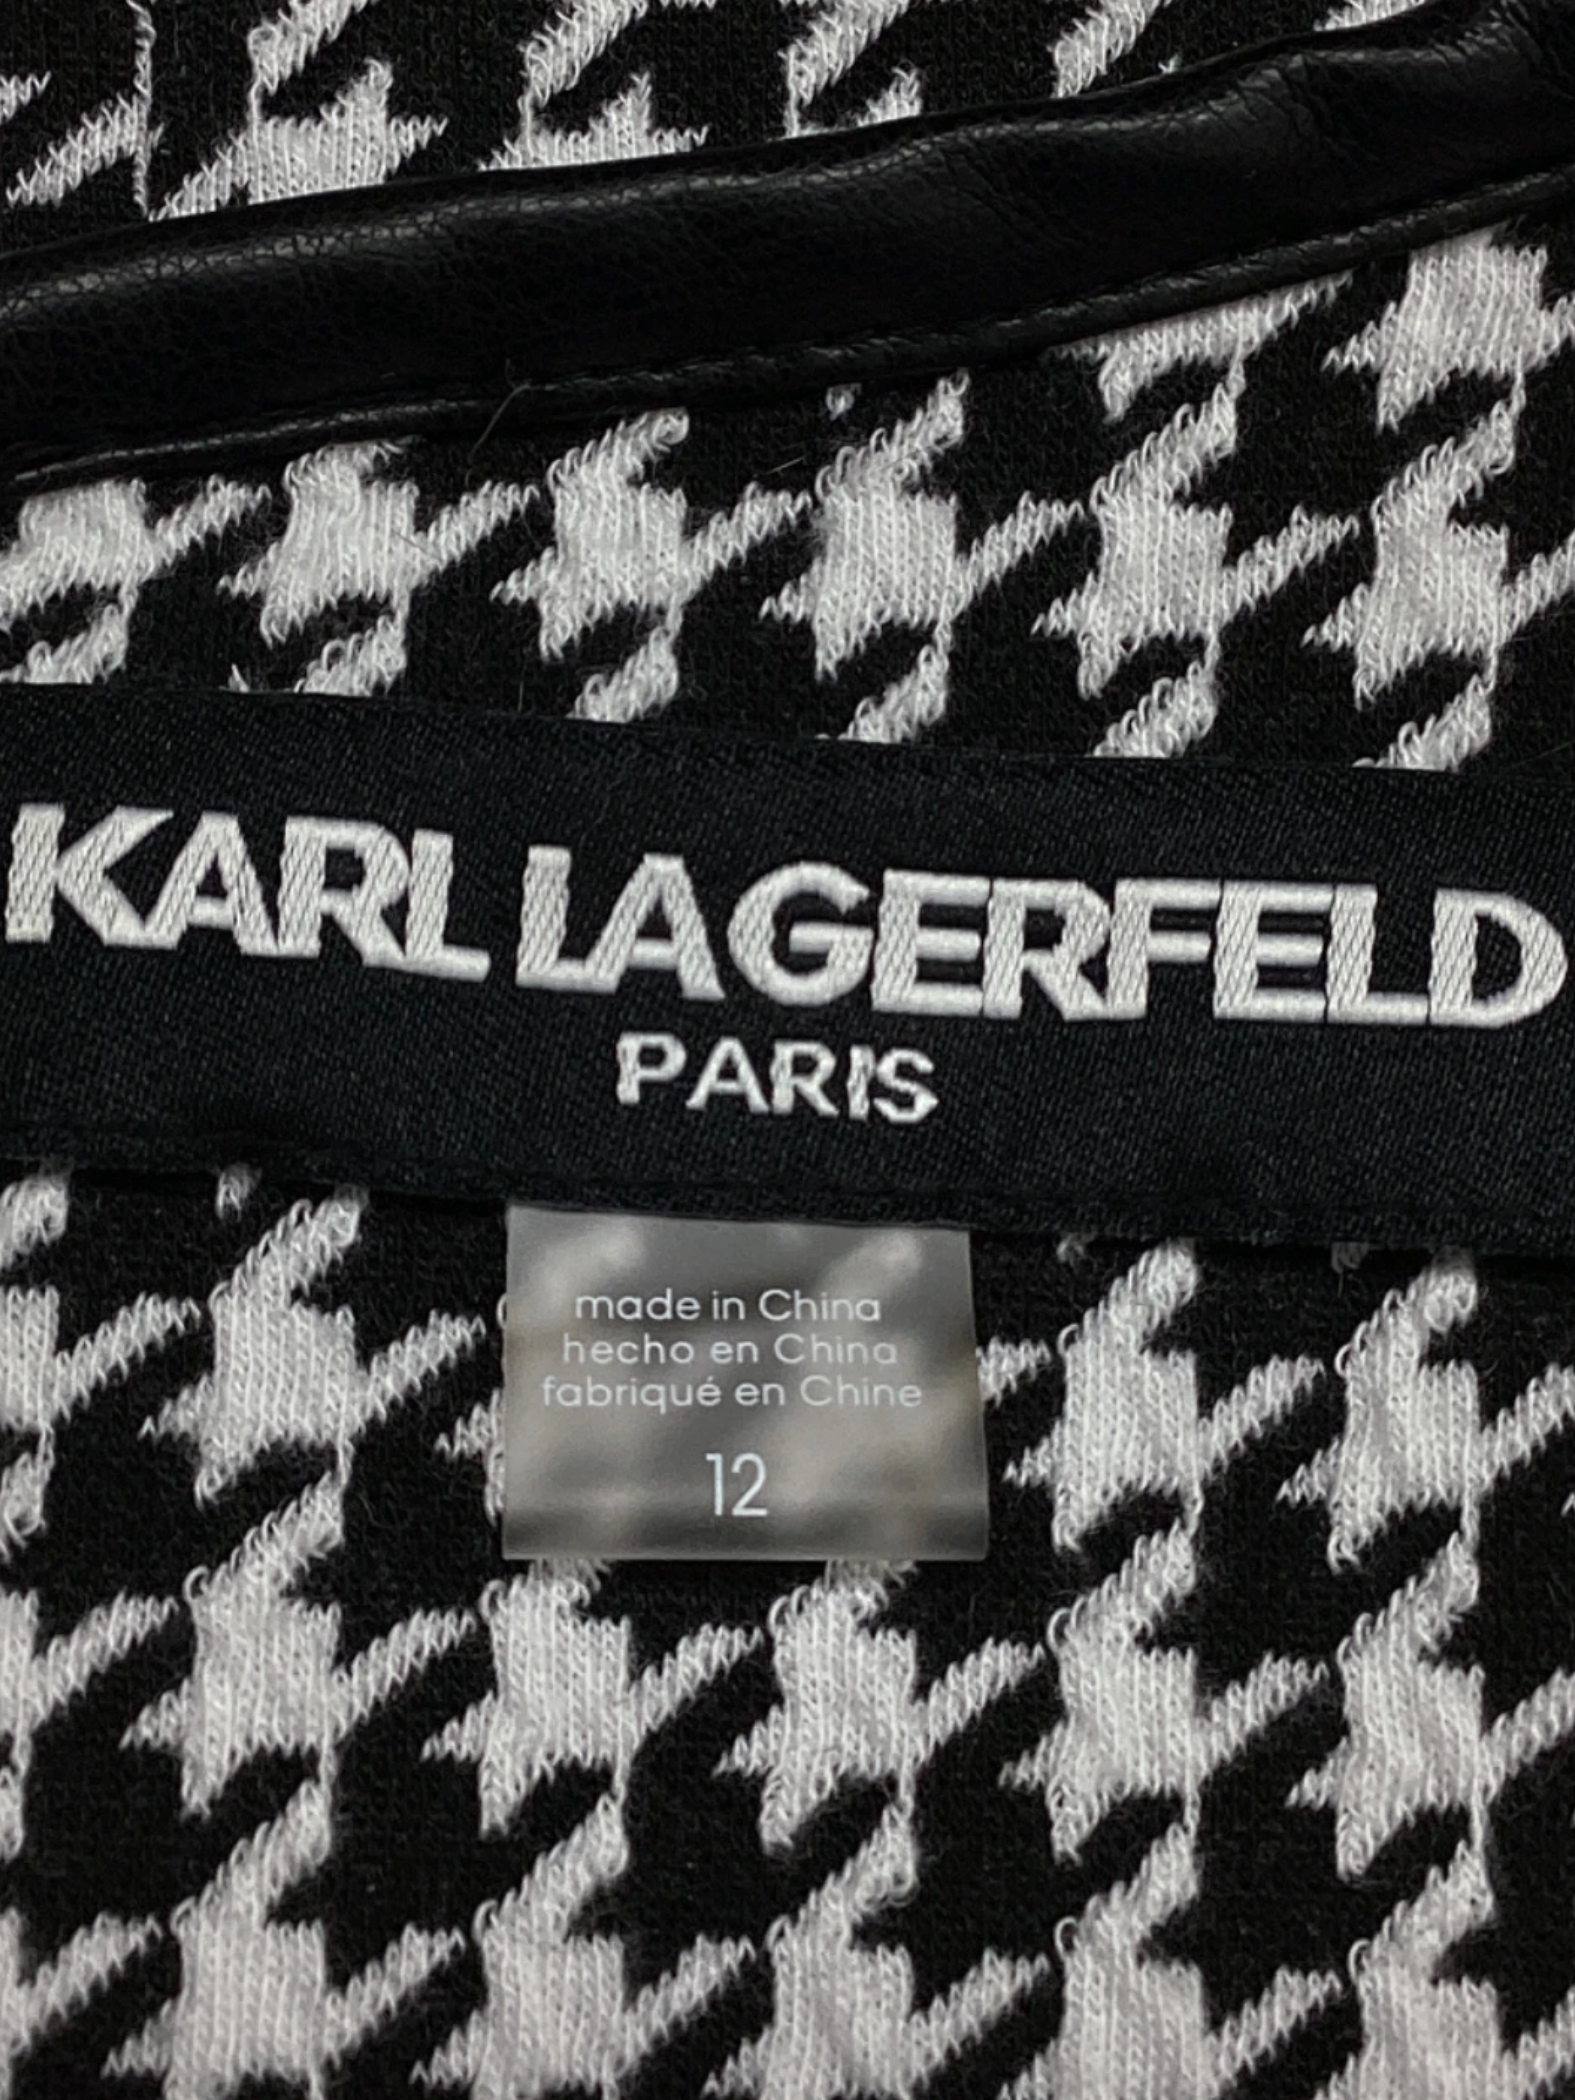 KARL LAGERFELD
PARIS
made in China
hecho en China
fabriqué en Chine
12